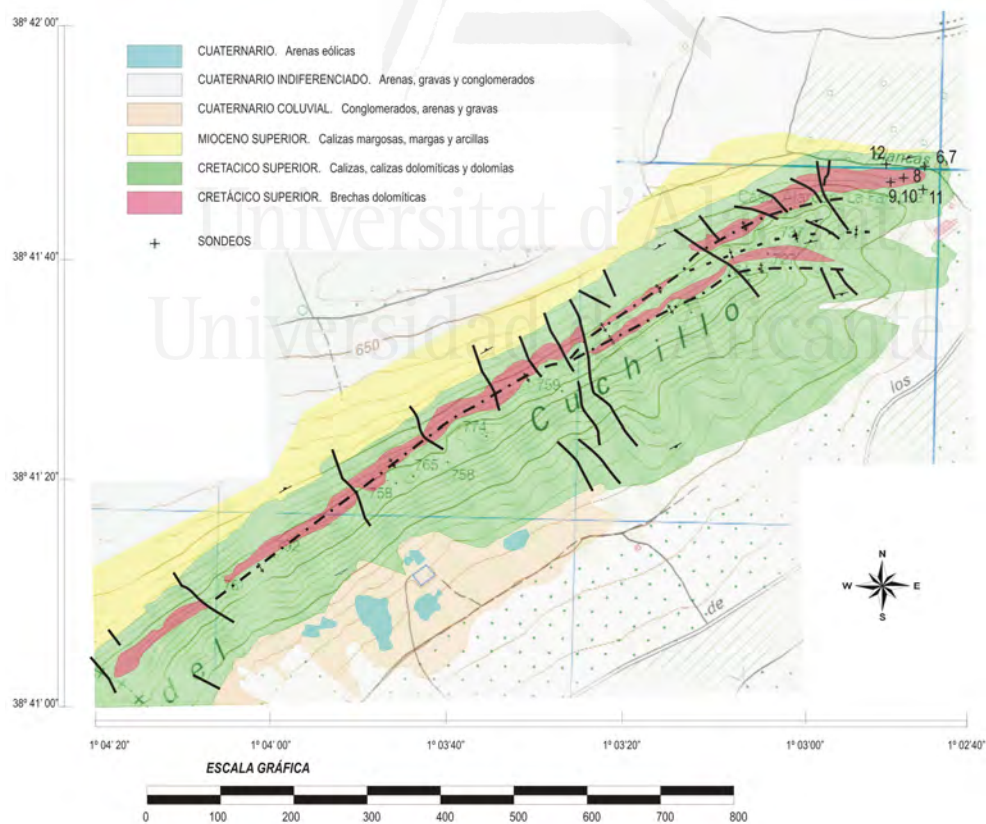 38° 42' 00"
CUATERNARIO. Arenas eólicas
CUATERNARIO INDIFERENCIADO. Arenas, gravas y conglomerados
CUATERNARIO COLUVIAL. Conglomerados, arenas y gravas
MIOCENO SUPERIOR. Calizas margosas, margas y arcillas
CRETACICO SUPERIOR. Calizas, calizas dolomíticas y dolomías
CRETÁCICO SUPERIOR. Brechas dolomíticas
SONDEOS
Universitat d'Alacant
Universidad de Alicante
12
6,7
8
9,10
11
38° 41' 40"
650
Cuchillo
759
774
765
758
758
los
38° 41' 20"
N
W
E
S
de
del
38° 41' 00"
1° 04' 20"
1° 04' 00"
1° 03' 40"
1° 03' 20"
1° 03' 00"
1° 02' 40"
ESCALA GRÁFICA
0
100
200
300
400
500
600
700
800